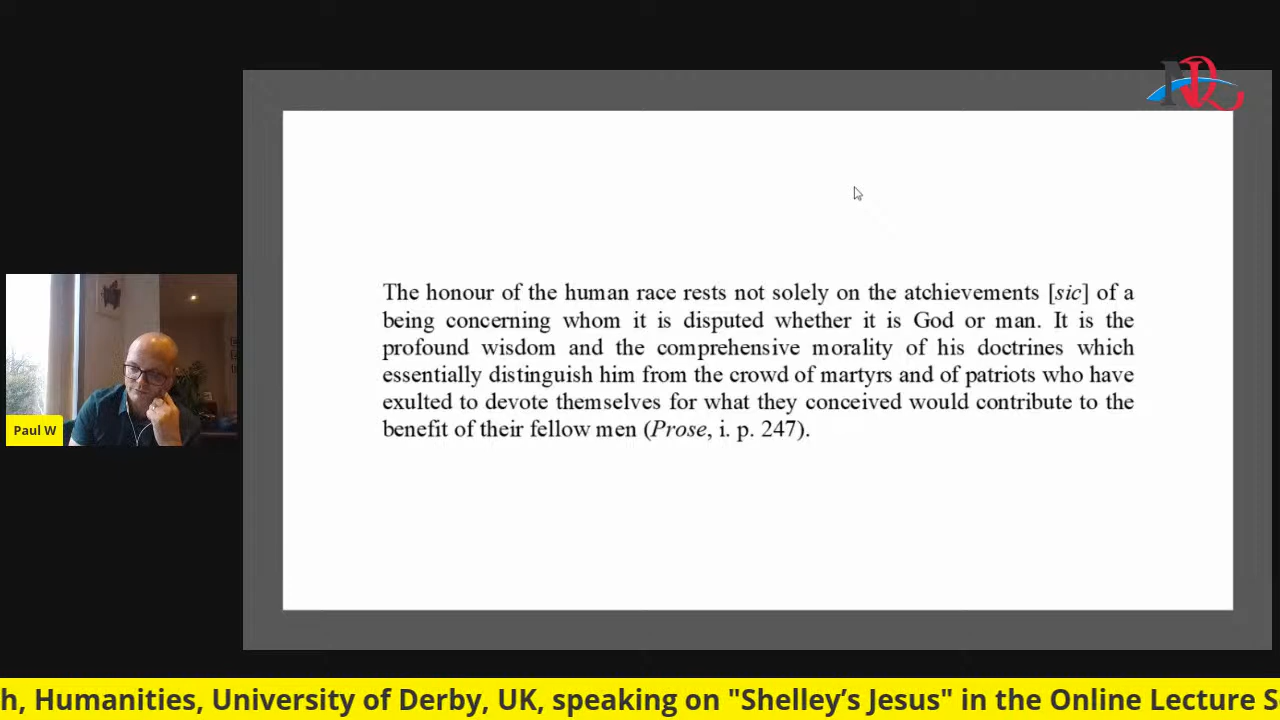 The honour of the human race rests not solely on the atchievements [sic] of a
being concerning whom it is disputed whether it is God or man. It is the
profound wisdom and the comprehensive morality of his doctrines which
essentially distinguish him from the crowd of martyrs and of patriots who have
exulted to devote themselves for what they conceived would contribute to the
benefit of their fellow men (Prose, i. p. 247).
Paul W
h, Humanities, University of Derby, UK, speaking on "Shelley’s Jesus" in the Online Lecture S